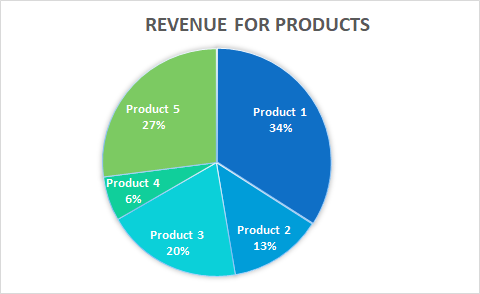 REVENUE FOR PRODUCTS
Product 1
34%
Product 2
13%
Product 3
20%
Product 4
6%
Product 5
27%